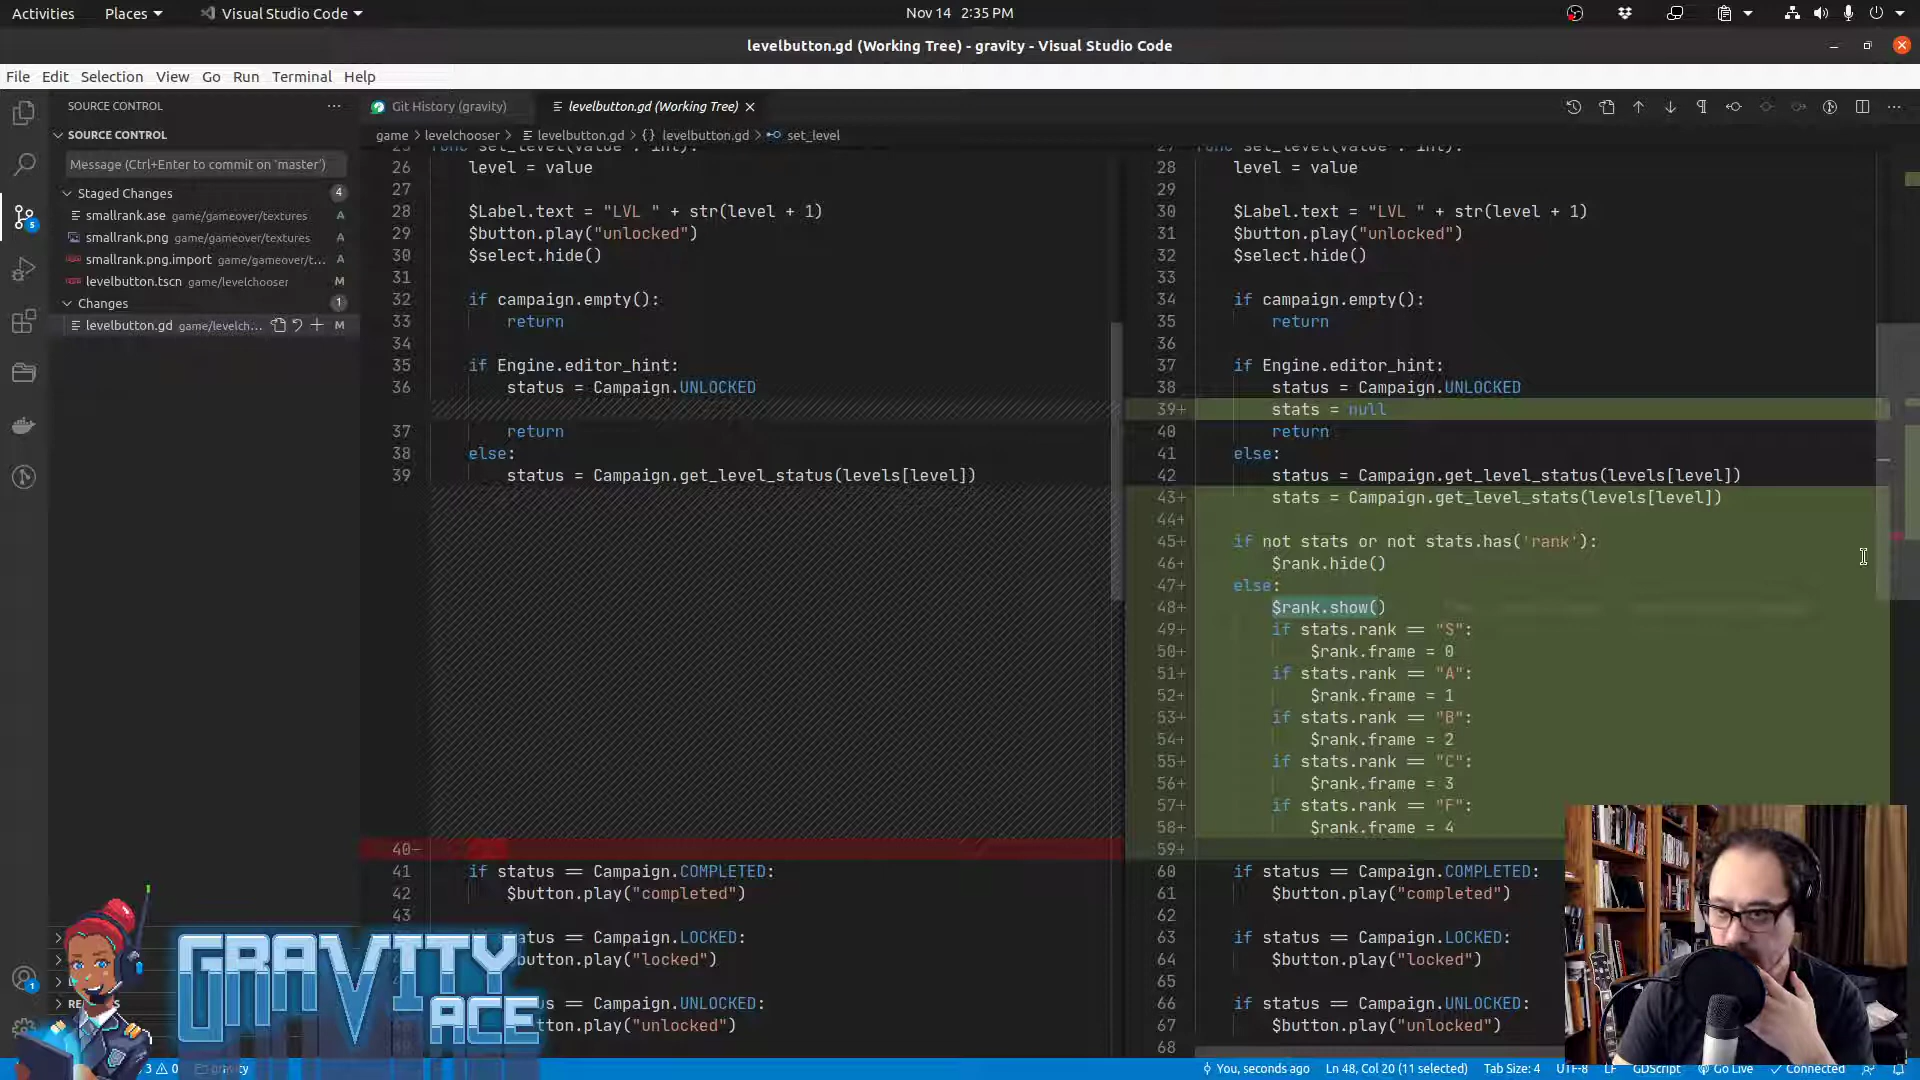 Activities Places Visual Studio Code Nov 14 2:35 PM
levelbutton.gd (Working Tree) - gravity - Visual Studio Code
File Edit Selection View Go Run Terminal Help
SOURCE CONTROL
Git History (gravity) levelbutton.gd (Working Tree)
SOURCE CONTROL
game > levelchooser > levelbutton.gd > {} levelbutton.gd > set_level
Message (Ctrl+Enter to commit on 'master')
Staged Changes 4
smallrank.ase game/gameover/textures A
smallrank.png game/gameover/textures A
smallrank.png.import game/gameover/t... A
levelbutton.tscn game/levelchooser M
Changes 1
levelbutton.gd game/levelch... M
5
1
26 level = value
27
28 $Label.text = "LVL " + str(level + 1)
29 $button.play("unlocked")
30 $select.hide()
31
32 if campaign.empty():
33 return
34
35 if Engine.editor_hint:
36 status = Campaign.UNLOCKED
37 return
38 else:
39 status = Campaign.get_level_status(levels[level])
40-
41 if status == Campaign.COMPLETED:
42 $button.play("completed")
43
status == Campaign.LOCKED:
button.play("locked")
us == Campaign.UNLOCKED:
tton.play("unlocked")
28 level = value
29
30 $Label.text = "LVL " + str(level + 1)
31 $button.play("unlocked")
32 $select.hide()
33
34 if campaign.empty():
35 return
36
37 if Engine.editor_hint:
38 status = Campaign.UNLOCKED
39+ stats = null
40 return
41 else:
42 status = Campaign.get_level_status(levels[level])
43+ stats = Campaign.get_level_stats(levels[level])
44+
45+ if not stats or not stats.has('rank'):
46+ $rank.hide()
47+ else:
48+ $rank.show()
49+ if stats.rank == "S":
50+ $rank.frame = 0
51+ if stats.rank == "A":
52+ $rank.frame = 1
53+ if stats.rank == "B":
54+ $rank.frame = 2
55+ if stats.rank == "C":
56+ $rank.frame = 3
57+ if stats.rank == "F":
58+ $rank.frame = 4
59+
60 if status == Campaign.COMPLETED:
61 $button.play("completed")
62
63 if status == Campaign.LOCKED:
64 $button.play("locked")
65
66 if status == Campaign.UNLOCKED:
67 $button.play("unlocked")
68
GRAVITY
ACE
3 0 gravity You, seconds ago Ln 48, Col 20 (11 selected) Tab Size: 4 UTF-8 LF GDScript Go Live Connected